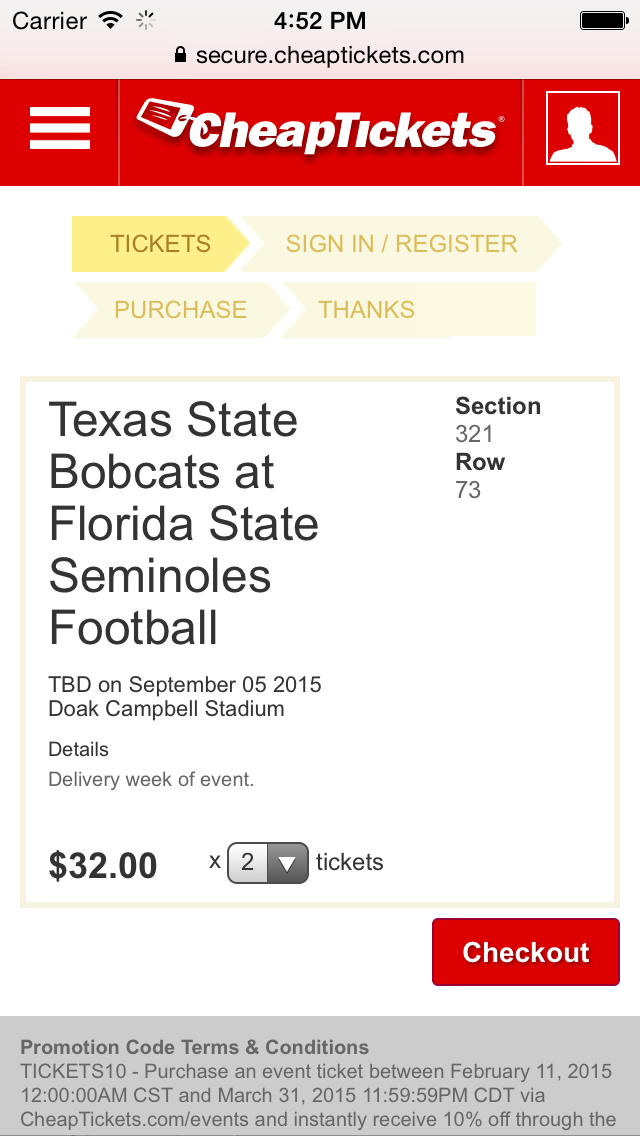 Carrier 4:52 PM
secure.cheaptickets.com
CheapTickets®
TICKETS SIGN IN / REGISTER
PURCHASE THANKS
Texas State
Bobcats at
Florida State
Seminoles
Football
Section
321
Row
73
TBD on September 05 2015
Doak Campbell Stadium
Details
Delivery week of event.
$32.00 x 2 tickets
Checkout
Promotion Code Terms & Conditions
TICKETS10 - Purchase an event ticket between February 11, 2015
12:00:00AM CST and March 31, 2015 11:59:59PM CDT via
CheapTickets.com/events and instantly receive 10% off through the